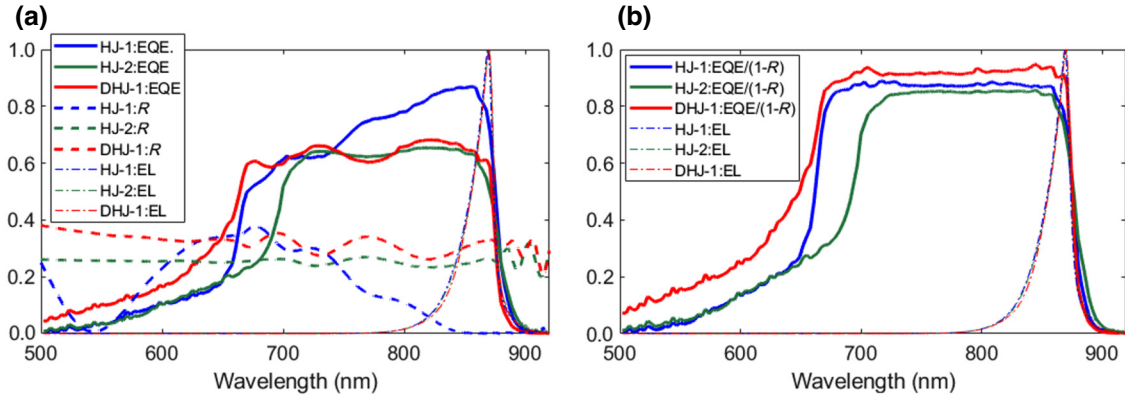 (a)
HJ-1:EQE.
HJ-2:EQE
DHJ-1:EQE
HJ-1:R
HJ-2:R
DHJ-1:R
HJ-1:EL
HJ-2:EL
DHJ-1:EL
1.0
0.8
0.6
0.4
0.2
0.0
500 600 700 800 900
Wavelength (nm)
(b)
HJ-1:EQE/(1-R)
HJ-2:EQE/(1-R)
DHJ-1:EQE/(1-R)
HJ-1:EL
HJ-2:EL
DHJ-1:EL
1.0
0.8
0.6
0.4
0.2
0.0
500 600 700 800 900
Wavelength (nm)